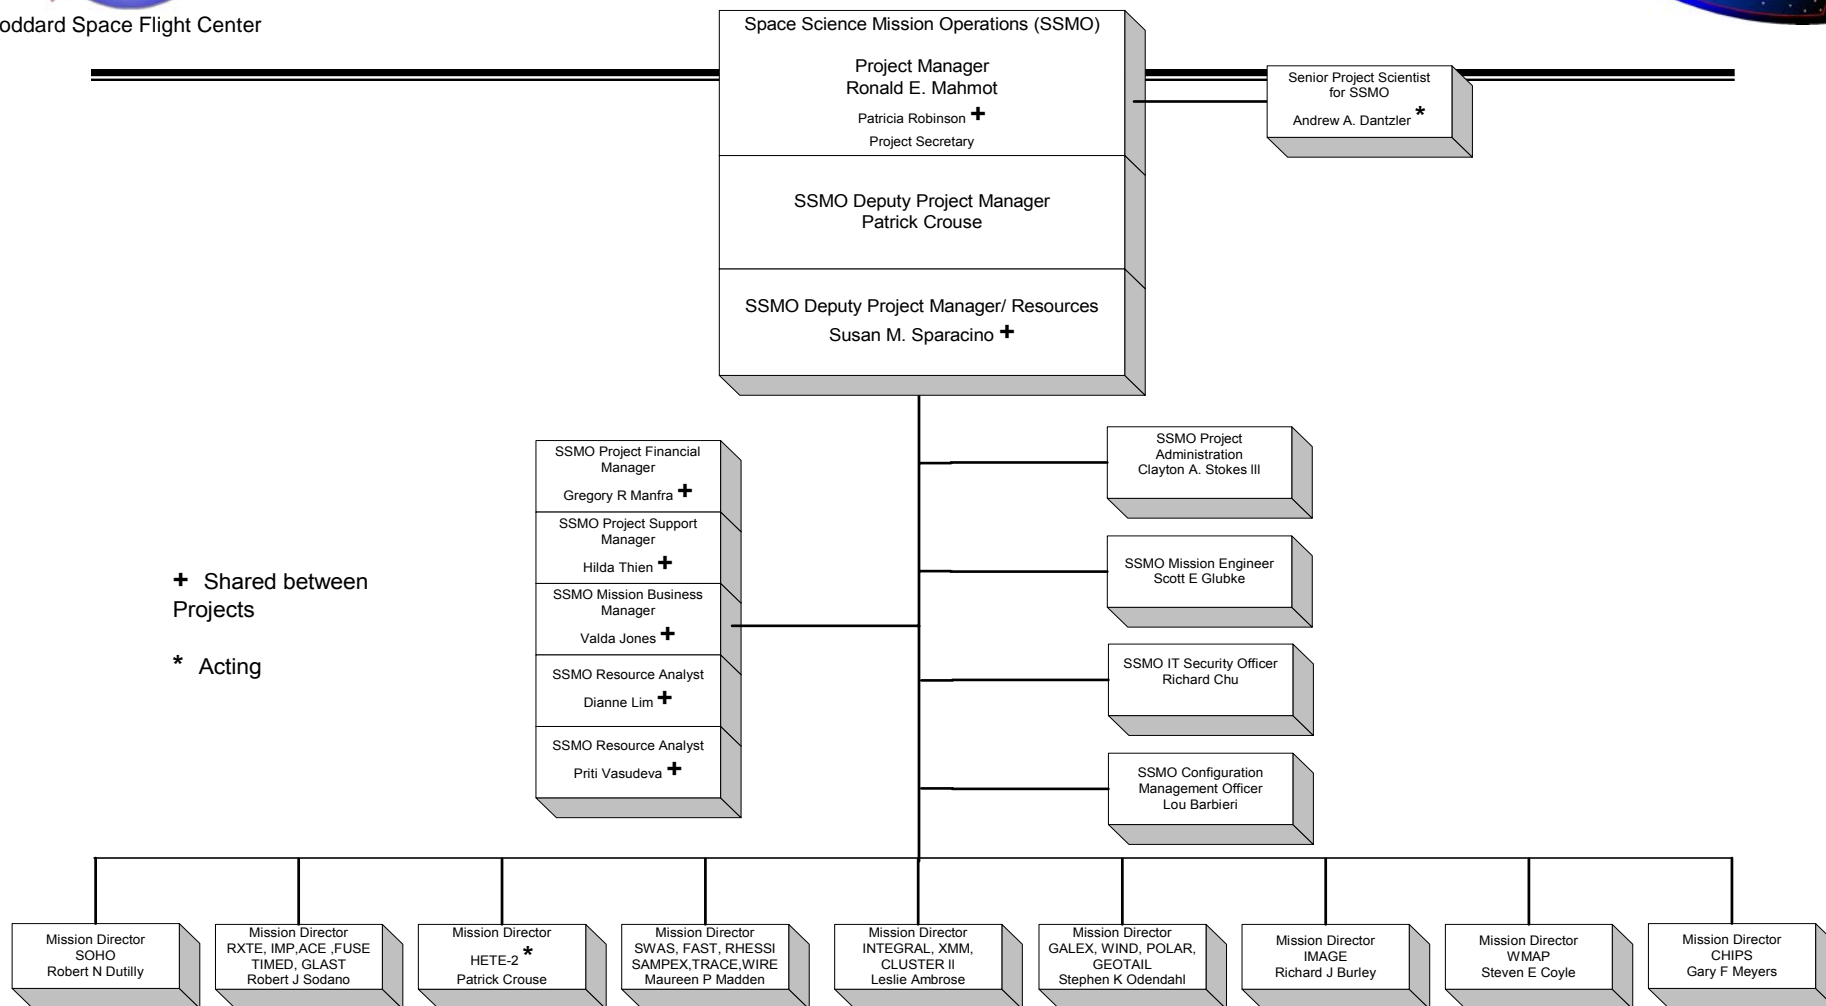 oddard Space Flight Center
Space Science Mission Operations (SSMO)
Project Manager
Ronald E. Mahmot
Patricia Robinson +
Project Secretary
Senior Project Scientist
for SSMO
Andrew A. Dantzler *
SSMO Deputy Project Manager
Patrick Crouse
SSMO Deputy Project Manager/ Resources
Susan M. Sparacino +
SSMO Project Financial
Manager
Gregory R Manfra +
SSMO Project Support
Manager
Hilda Thien +
SSMO Mission Business
Manager
Valda Jones +
SSMO Resource Analyst
Dianne Lim +
SSMO Resource Analyst
Priti Vasudeva +
SSMO Project
Administration
Clayton A. Stokes lll
SSMO Mission Engineer
Scott E Glubke
SSMO IT Security Officer
Richard Chu
SSMO Configuration
Management Officer
Lou Barbieri
+ Shared between
Projects
* Acting
Mission Director
SOHO
Robert N Dutilly
Mission Director
RXTE, IMP,ACE ,FUSE
TIMED, GLAST
Robert J Sodano
Mission Director
HETE-2 *
Patrick Crouse
Mission Director
SWAS, FAST, RHESSI
SAMPEX,TRACE,WIRE
Maureen P Madden
Mission Director
INTEGRAL, XMM,
CLUSTER ll
Leslie Ambrose
Mission Director
GALEX, WIND, POLAR,
GEOTAIL
Stephen K Odendahl
Mission Director
IMAGE
Richard J Burley
Mission Director
WMAP
Steven E Coyle
Mission Director
CHIPS
Gary F Meyers